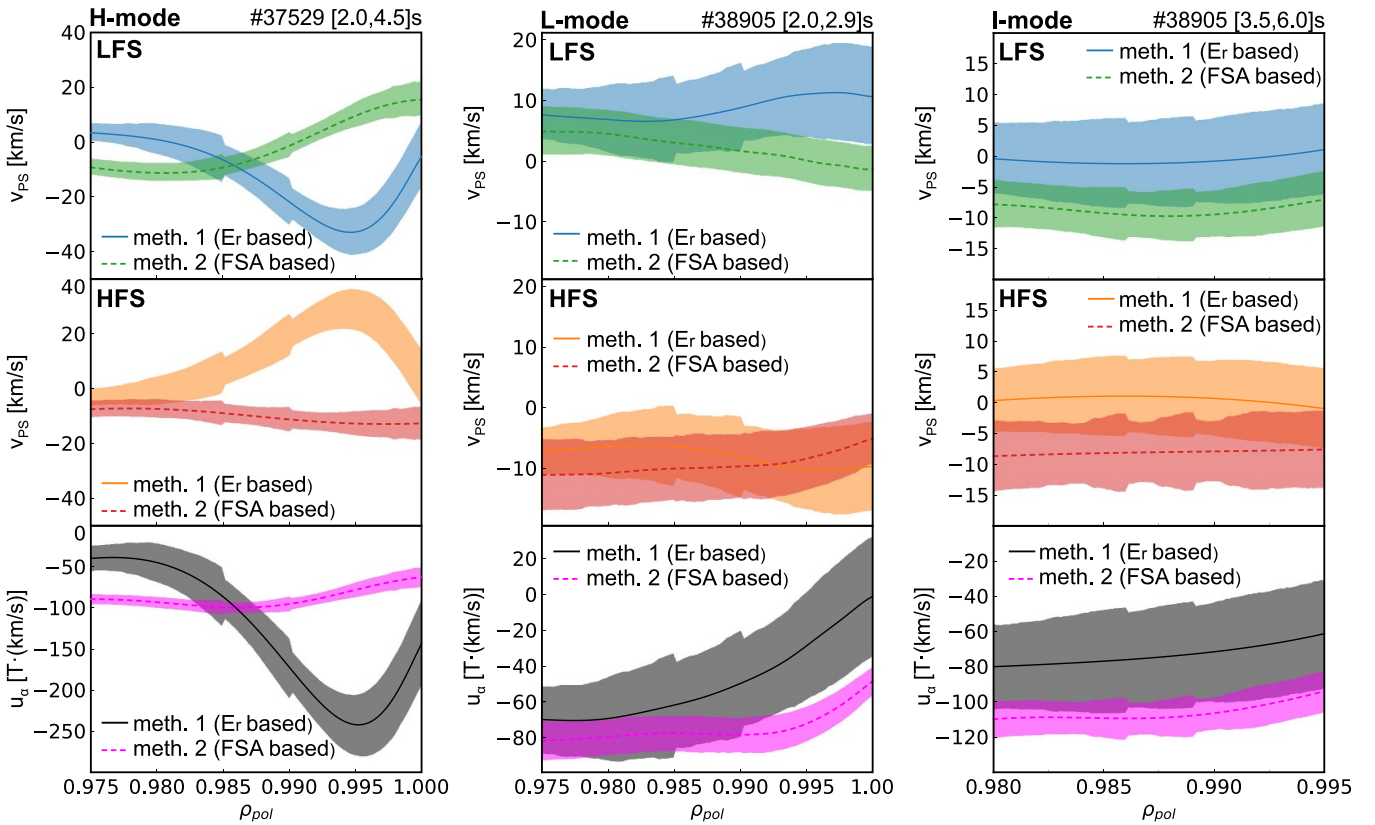 H-mode #37529 [2.0,4.5]s
LFS
40
20
0
−20
−40
v_PS [km/s]
meth. 1 (Er based)
meth. 2 (FSA based)
HFS
40
20
0
−20
−40
v_PS [km/s]
meth. 1 (Er based)
meth. 2 (FSA based)
0
−50
−100
−150
−200
−250
u_α [T·(km/s)]
meth. 1 (Er based)
meth. 2 (FSA based)
0.975 0.980 0.985 0.990 0.995 1.000
ρ_pol
L-mode #38905 [2.0,2.9]s
LFS
20
10
0
−10
v_PS [km/s]
meth. 1 (Er based)
meth. 2 (FSA based)
HFS
20
10
0
−10
v_PS [km/s]
meth. 1 (Er based)
meth. 2 (FSA based)
20
0
−20
−40
−60
−80
u_α [T·(km/s)]
meth. 1 (Er based)
meth. 2 (FSA based)
0.975 0.980 0.985 0.990 0.995 1.000
ρ_pol
I-mode #38905 [3.5,6.0]s
LFS
15
10
5
0
−5
−10
−15
v_PS [km/s]
meth. 1 (Er based)
meth. 2 (FSA based)
HFS
15
10
5
0
−5
−10
−15
v_PS [km/s]
meth. 1 (Er based)
meth. 2 (FSA based)
−20
−40
−60
−80
−100
−120
u_α [T·(km/s)]
meth. 1 (Er based)
meth. 2 (FSA based)
0.980 0.985 0.990 0.995
ρ_pol